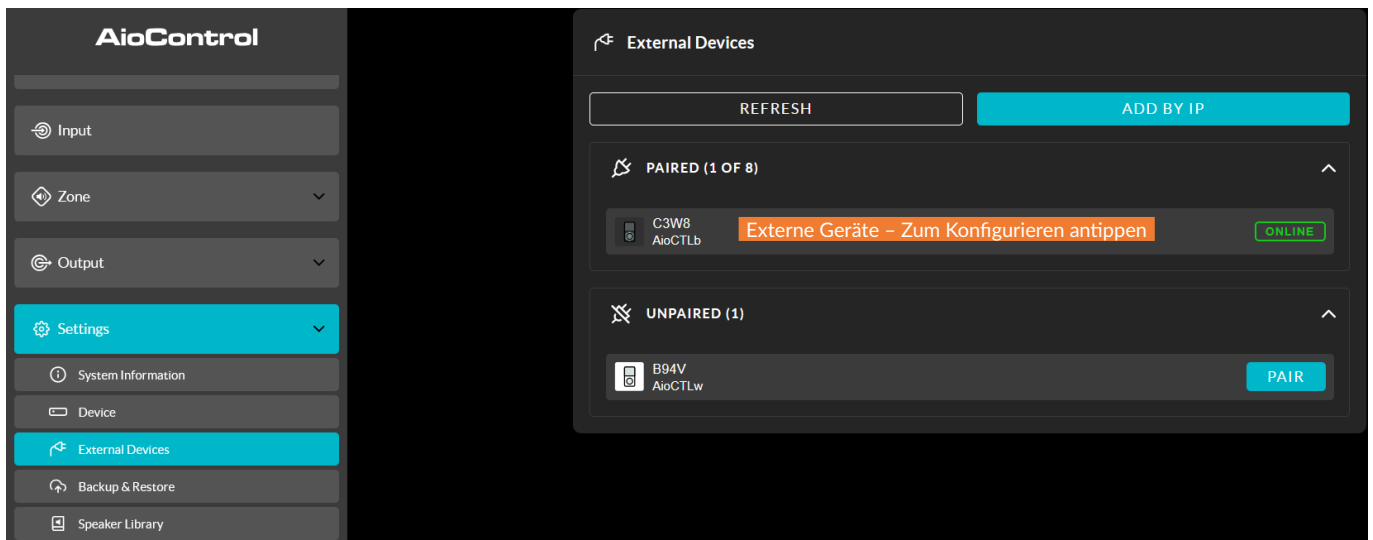 AioControl
Input
Zone
Output
Settings
System Information
Device
External Devices
Backup & Restore
Speaker Library
External Devices
REFRESH
ADD BY IP
PAIRED (1 OF 8)
C3W8
AioCTLb
Externe Geräte – Zum Konfigurieren antippen
ONLINE
UNPAIRED (1)
B94V
AioCTLw
PAIR